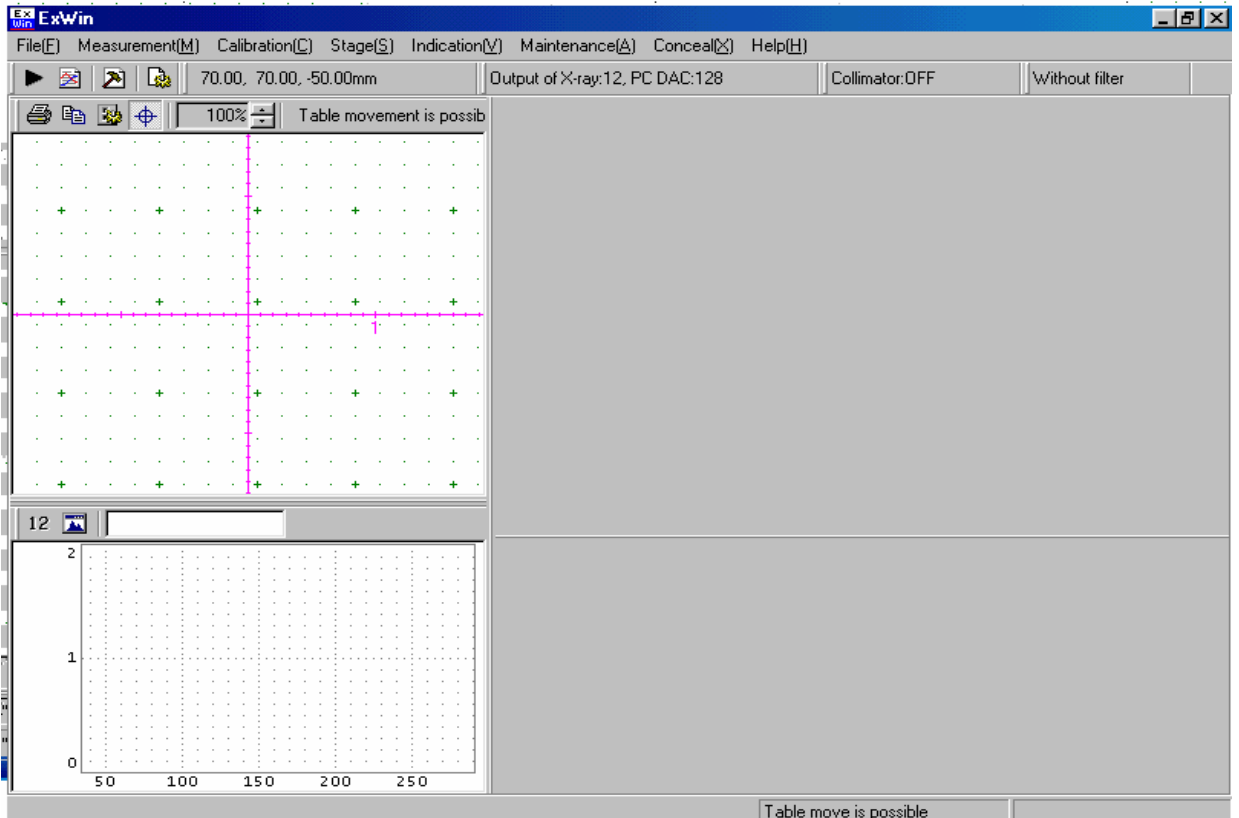 Ex Win ExWin
File(F) Measurement(M) Calibration(C) Stage(S) Indication(V) Maintenance(A) Conceal(X) Help(H)
70.00, 70.00, -50.00mm Output of X-ray:12, PC DAC:128 Collimator:OFF Without filter
100% Table movement is possib
1
12
2
1
0
50 100 150 200 250
Table move is possible